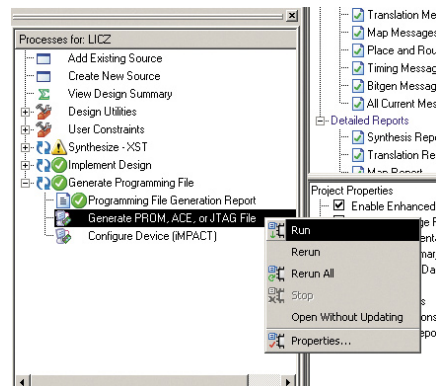 Processes for: LICZ
Add Existing Source
Create New Source
View Design Summary
Design Utilities
User Constraints
Synthesize - XST
Implement Design
Generate Programming File
Programming File Generation Report
Generate PROM, ACE, or JTAG File
Configure Device (iMPACT)
Run
Rerun
Rerun All
Stop
Open Without Updating
Properties...
Translation Me
Map Messages
Place and Rou
Timing Messag
Bitgen Messag
All Current Mes
Detailed Reports
Synthesis Repo
Translation Re
Map Report
Project Properties
Enable Enhanced